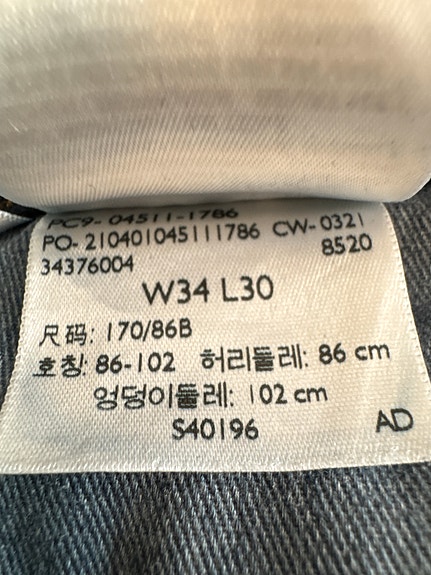 PC9- 04511-1786
PO- 210401045111786 CW- 0321
34376004 8520
W34 L30
尺码: 170/86B
호칭: 86-102 허리둘레: 86 cm
엉덩이둘레: 102 cm
S40196 AD